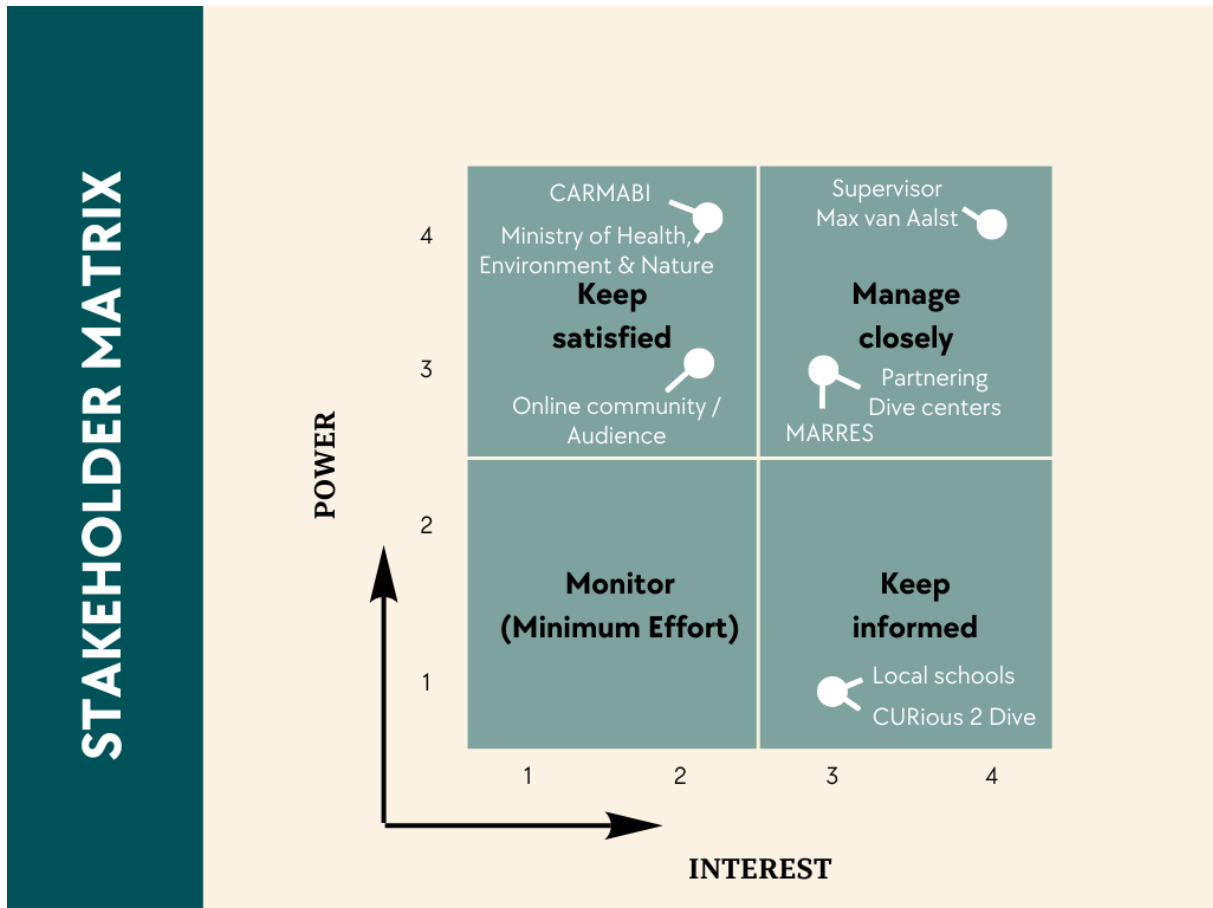 STAKEHOLDER MATRIX
CARMABI
Ministry of Health,
Environment & Nature
Keep
satisfied
Online community /
Audience
Supervisor
Max van Aalst
Manage
closely
Partnering
Dive centers
MARRES
Monitor
(Minimum Effort)
Keep
informed
Local schools
CURious 2 Dive
POWER
4
3
2
1
1
2
3
4
INTEREST